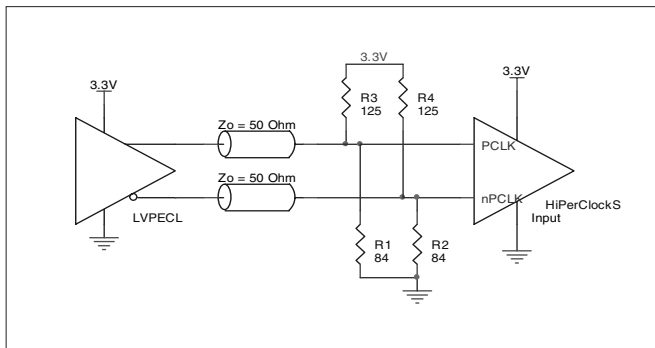 3.3V
3.3V
3.3V
R3
125
R4
125
Zo = 50 Ohm
PCLK
Zo = 50 Ohm
nPCLK
HiPerClockS
Input
LVPECL
R1
84
R2
84